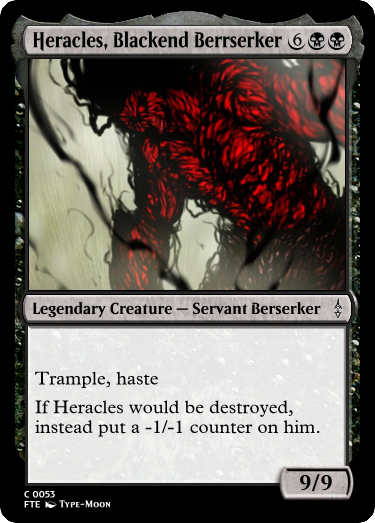 Heracles, Blackend Berrserker 6
Legendary Creature — Servant Berserker
Trample, haste
If Heracles would be destroyed,
instead put a -1/-1 counter on him.
9/9
C 0053
FTE Type-Moon